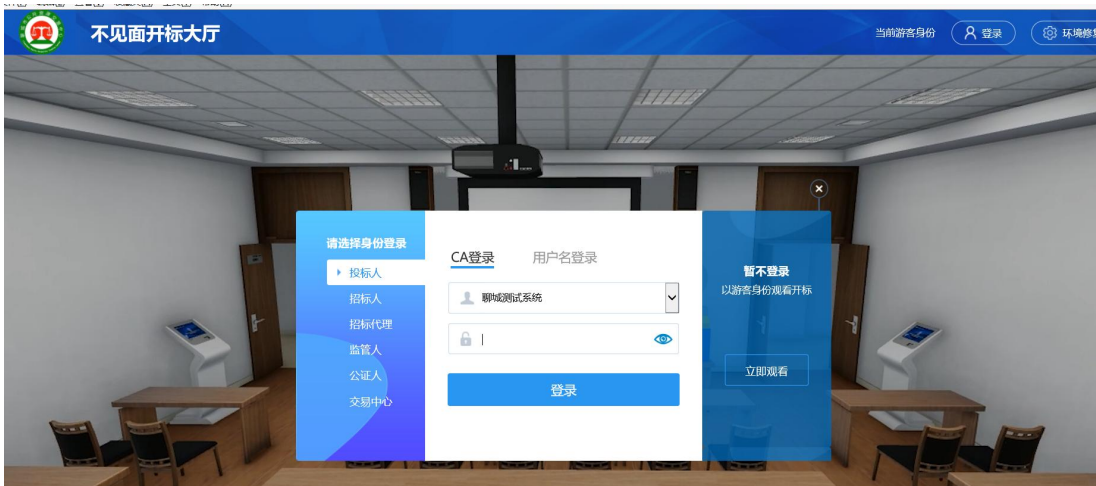 不见面开标大厅
当前游客身份
登录
环境修
请选择身份登录
投标人
招标人
招标代理
监管人
公证人
交易中心
CA登录
用户名登录
聊城测试系统
登录
暂不登录
以游客身份观看开标
立即观看